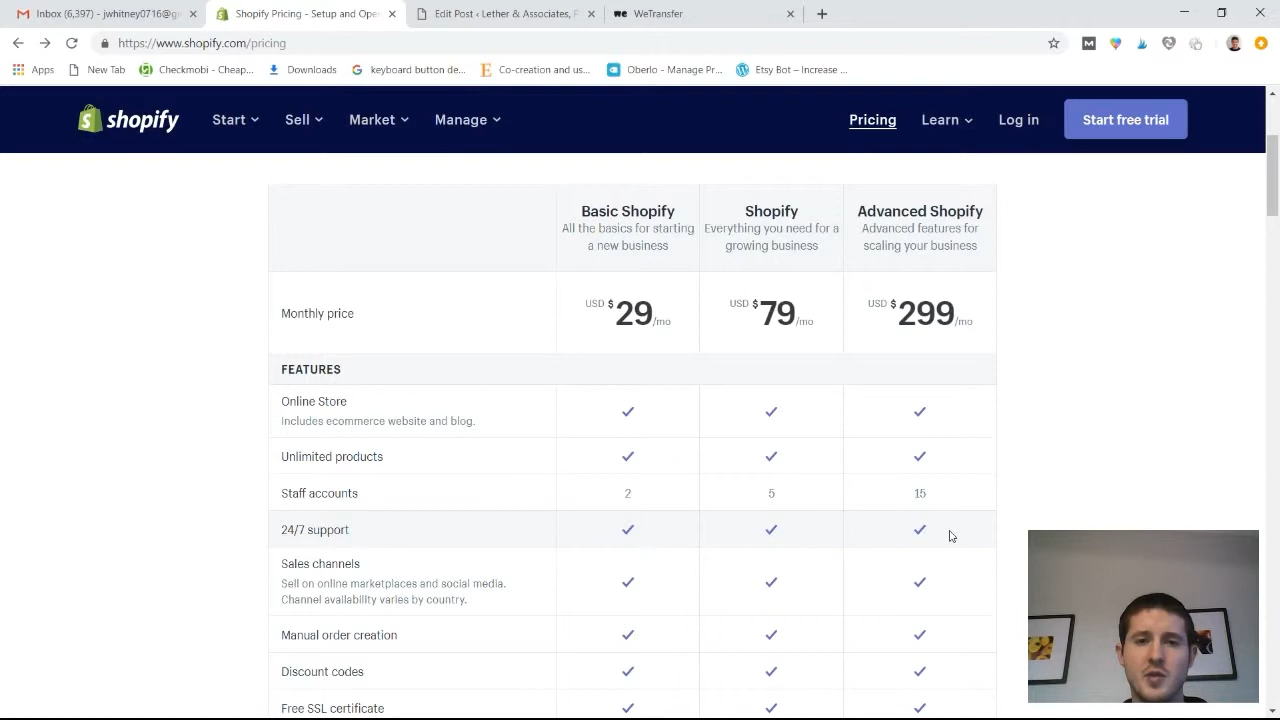 Inbox (6,397) - jwhitney0716@g
Shopify Pricing - Setup and Ope
Edit Post ‹ Lether & Associates, F
WeTransfer
https://www.shopify.com/pricing
Apps
New Tab
Checkmobi - Cheap...
Downloads
keyboard button de...
Co-creation and us...
Oberlo - Manage Pr...
Etsy Bot – Increase ...
shopify
Start
Sell
Market
Manage
Pricing
Learn
Log in
Start free trial
Basic Shopify
All the basics for starting
a new business
Shopify
Everything you need for a
growing business
Advanced Shopify
Advanced features for
scaling your business
Monthly price
USD $ 29/mo
USD $ 79/mo
USD $ 299/mo
FEATURES
Online Store
Includes ecommerce website and blog.
Unlimited products
Staff accounts 2 5 15
24/7 support
Sales channels
Sell on online marketplaces and social media.
Channel availability varies by country.
Manual order creation
Discount codes
Free SSL certificate